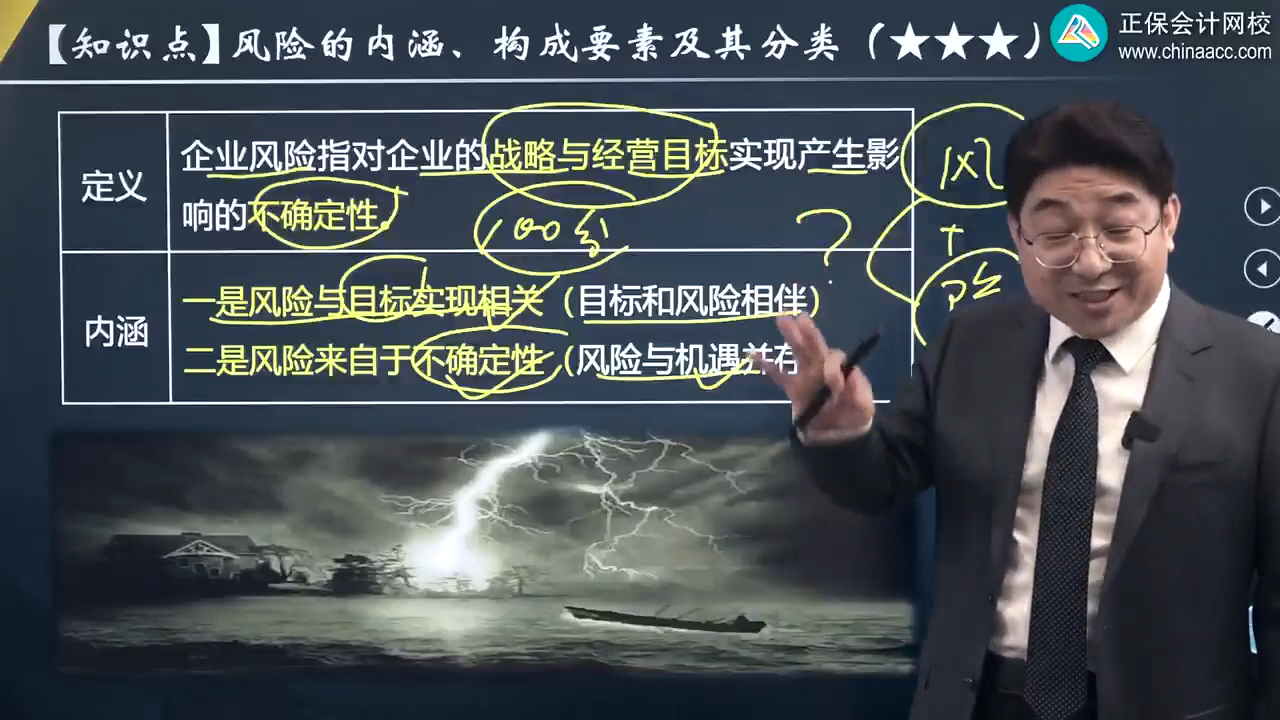 【知识点】风险的内涵、构成要素及其分类（★★★）
正保会计网校
www.chinaacc.com
定义
企业风险指对企业的战略与经营目标实现产生影
响的不确定性。
100分
?
风
十
险
内涵
一是风险与目标实现相关（目标和风险相伴）
二是风险来自于不确定性（风险与机遇并存